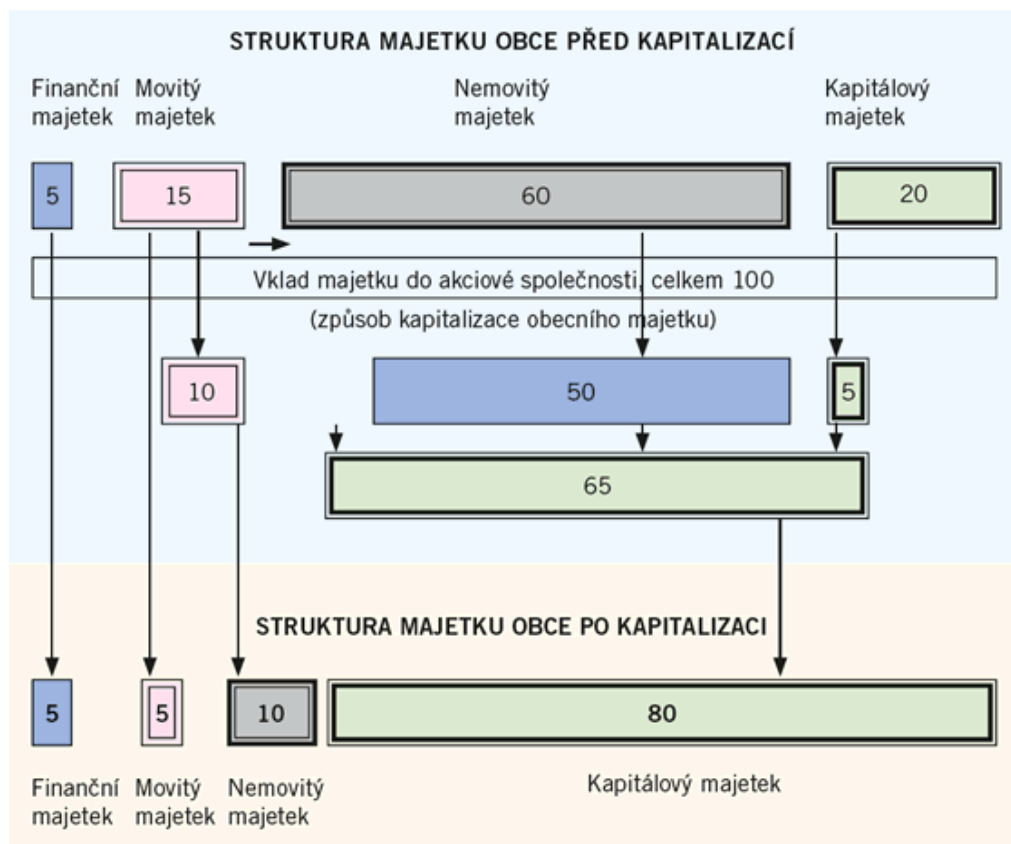 STRUKTURA MAJETKU OBCE PŘED KAPITALIZACÍ
Finanční majetek
Movitý majetek
Nemovitý majetek
Kapitálový majetek
5
15
60
20
Vklad majetku do akciové společnosti, celkem 100
(způsob kapitalizace obecního majetku)
10
50
5
65
STRUKTURA MAJETKU OBCE PO KAPITALIZACI
5
5
10
80
Finanční majetek
Movitý majetek
Nemovitý majetek
Kapitálový majetek